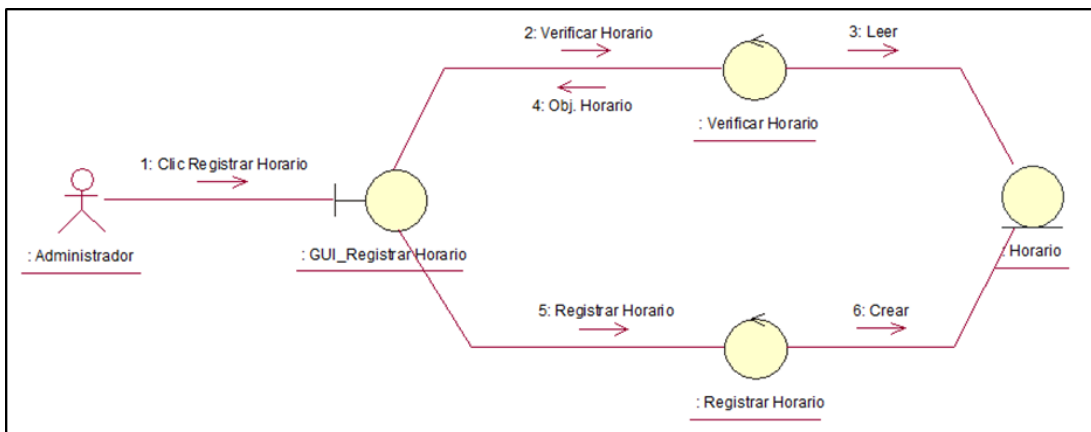 2: Verificar Horario
3: Leer
4: Obj. Horario
: Verificar Horario
1: Clic Registrar Horario
: Administrador
: GUI_Registrar Horario
: Horario
5: Registrar Horario
6: Crear
: Registrar Horario